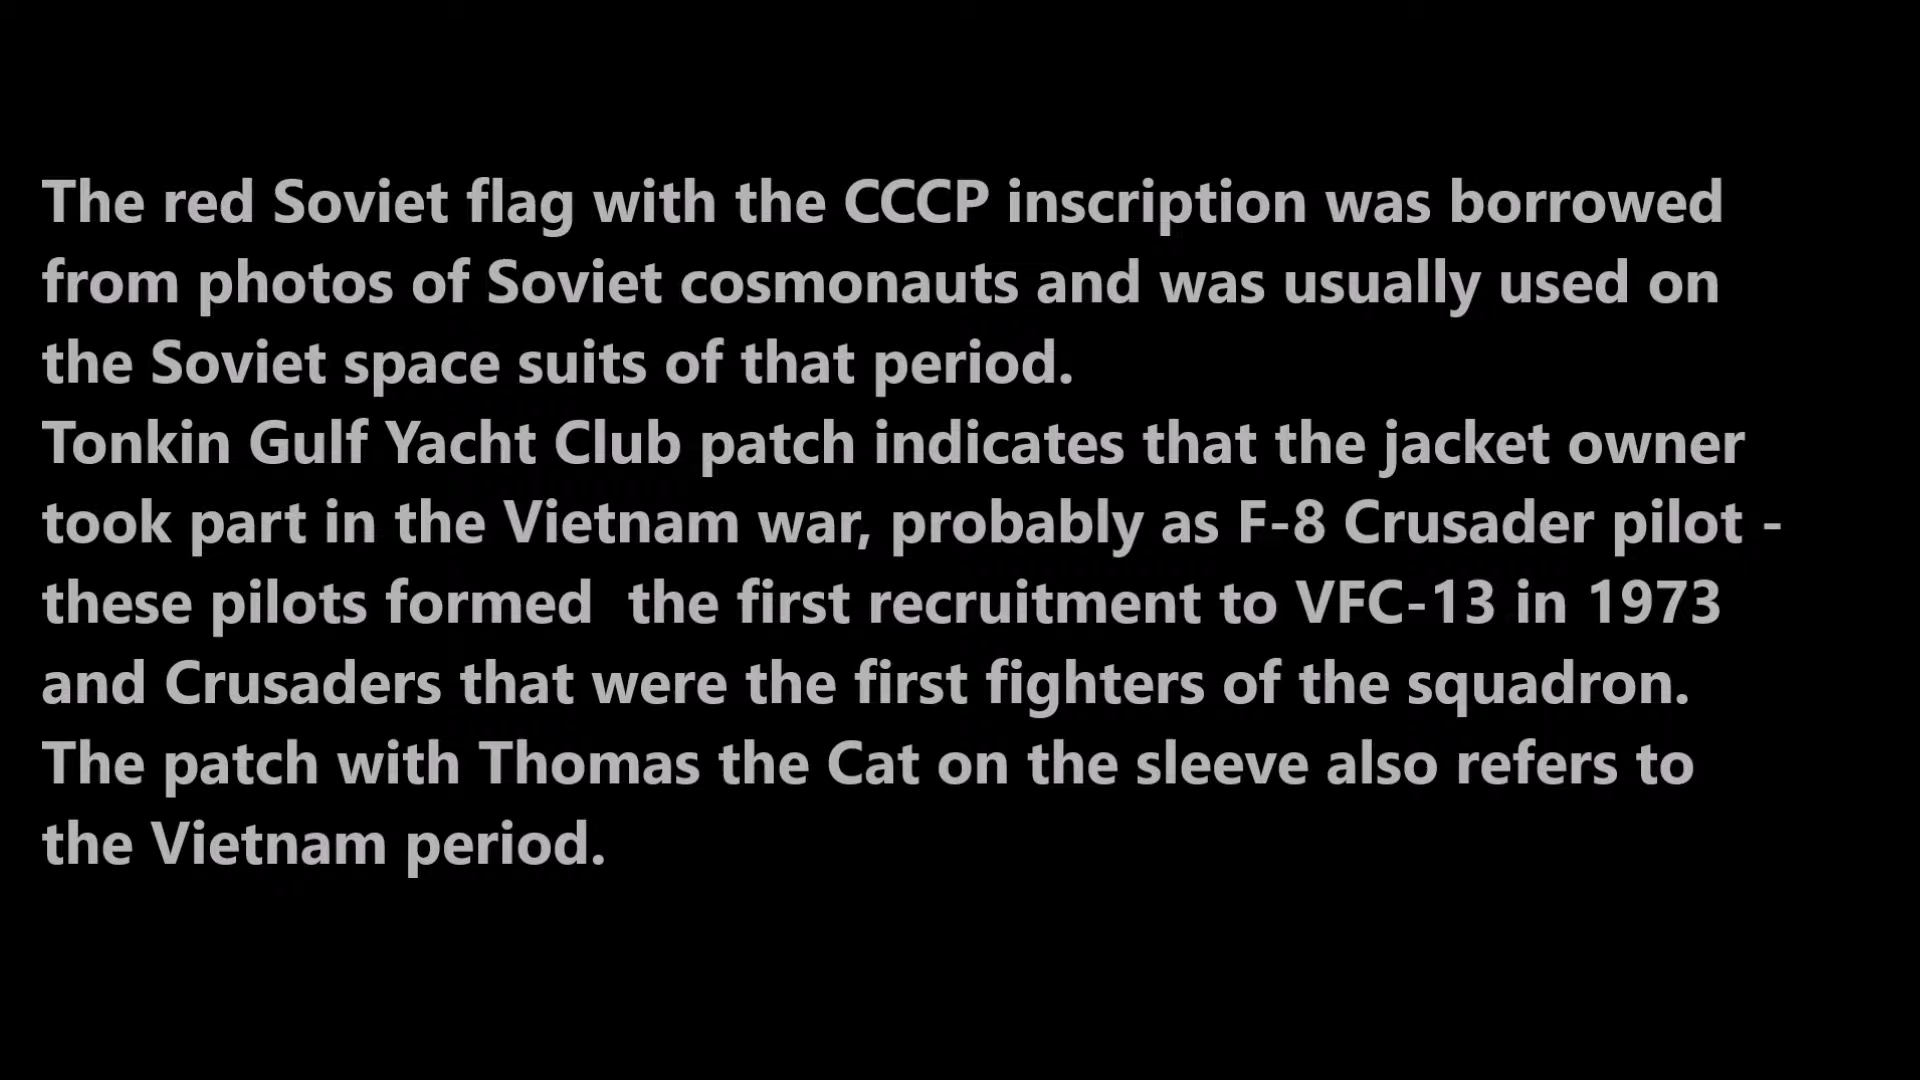 The red Soviet flag with the CCCP inscription was borrowed
from photos of Soviet cosmonauts and was usually used on
the Soviet space suits of that period.
Tonkin Gulf Yacht Club patch indicates that the jacket owner
took part in the Vietnam war, probably as F-8 Crusader pilot -
these pilots formed  the first recruitment to VFC-13 in 1973
and Crusaders that were the first fighters of the squadron.
The patch with Thomas the Cat on the sleeve also refers to
the Vietnam period.